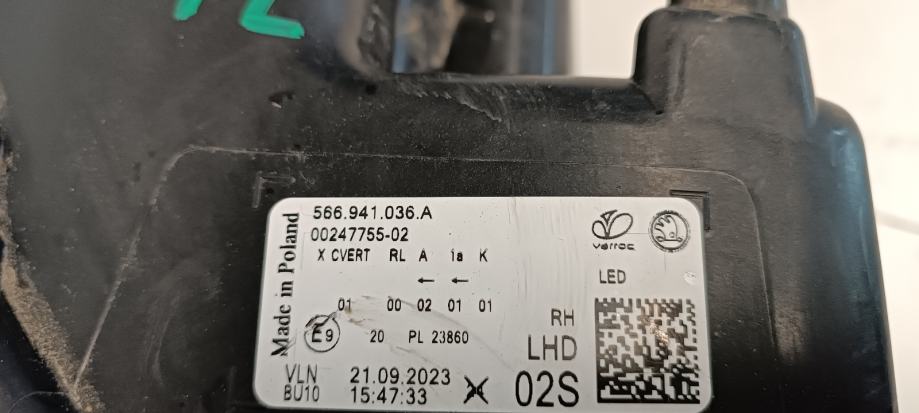 566.941.036.A
00247755-02
X CVERT RL A 1a K
← ←
01 00 02 01 01
E9 20 PL 23860
Made in Poland
VLN
BU10
21.09.2023
15:47:33
varroc
LED
RH
LHD
02S